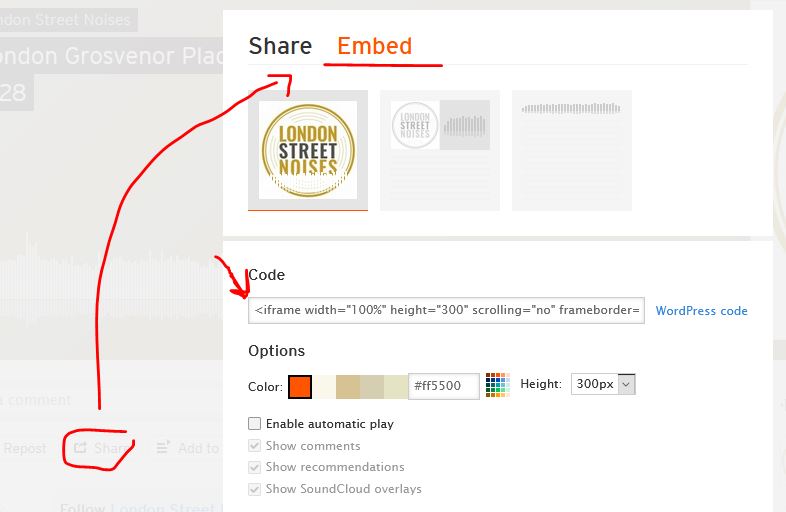 ndon Street Noises
ondon Grosvenor Plac
28
Share Embed
LONDON
STREET
NOISES
LONDON
STREET
NOISES
Code
<iframe width="100%" height="300" scrolling="no" frameborder=
WordPress code
Options
Color: #ff5500 Height: 300px
Enable automatic play
Show comments
Show recommendations
Show SoundCloud overlays
a comment
Repost Share Add to
Follow London Street